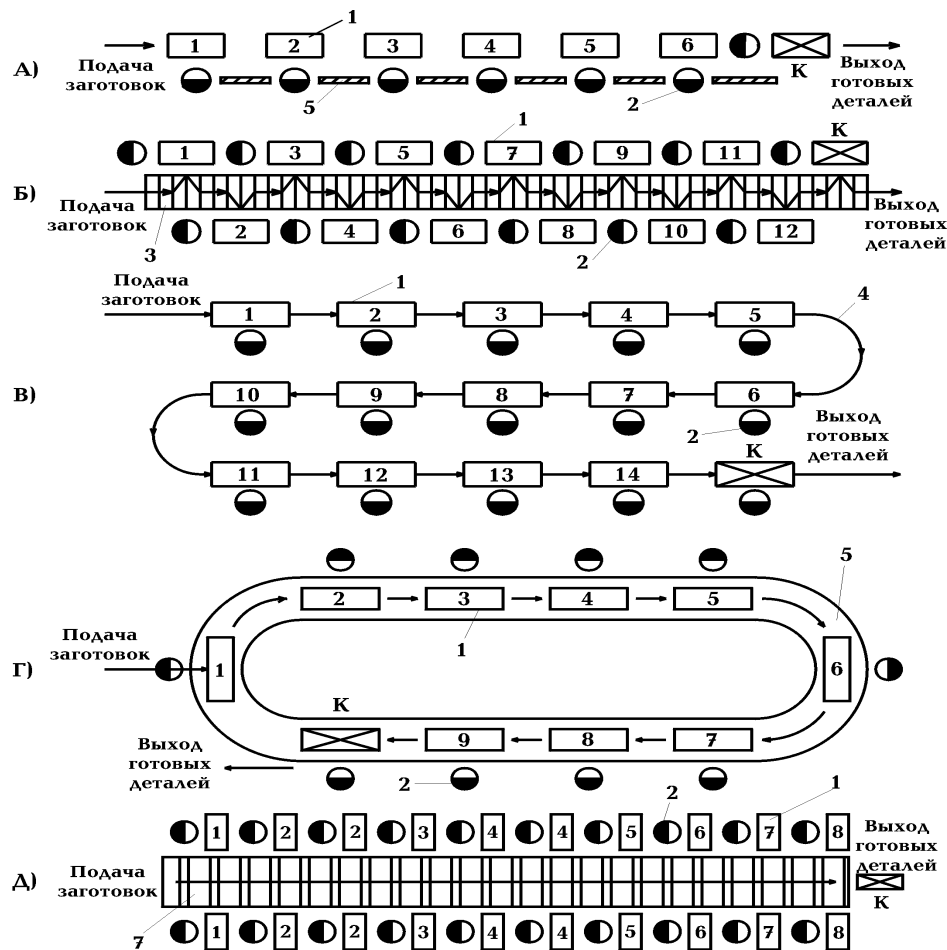 1
1 2 3 4 5 6
А)
Подача
заготовок
К
Выход
готовых
деталей
5
2
1
К
1 3 5 7 9 11
Б)
Подача
заготовок
Выход
готовых
деталей
2 4 6 8 10 12
3
2
Подача
заготовок
1
4
1 2 3 4 5
В)
10 9 8 7 6
2
Выход
готовых
деталей
К
11 12 13 14
5
2 3 4 5
1
Подача
заготовок
Г)
1
6
К
9 8 7
Выход
готовых
деталей
2
2
1
1 2 2 3 4 4 5 6 7 8
Выход
готовых
деталей
Д)
Подача
заготовок
К
7
1 2 2 3 4 4 5 6 7 8